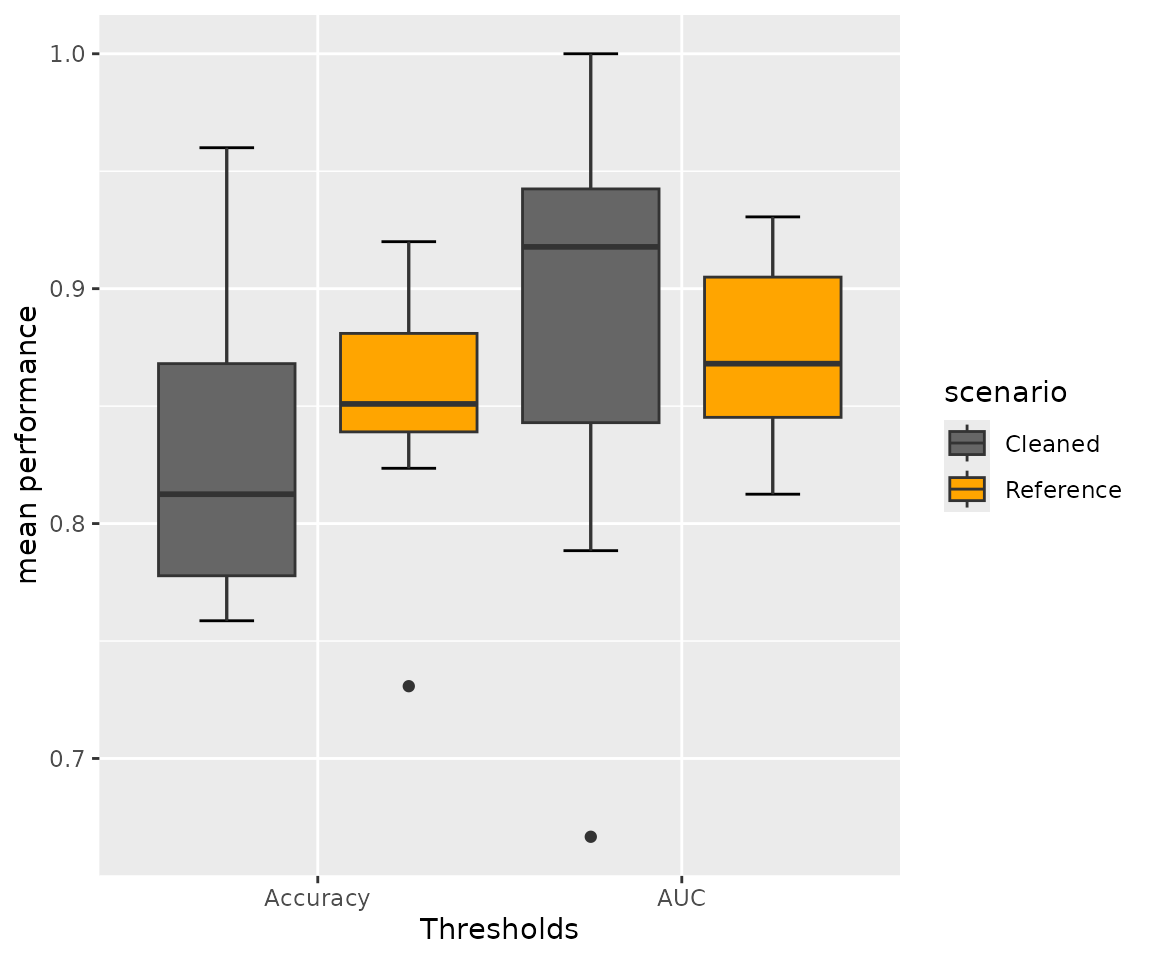 mean performance
1.0
0.9
0.8
0.7
Accuracy AUC
Thresholds
scenario
Cleaned
Reference